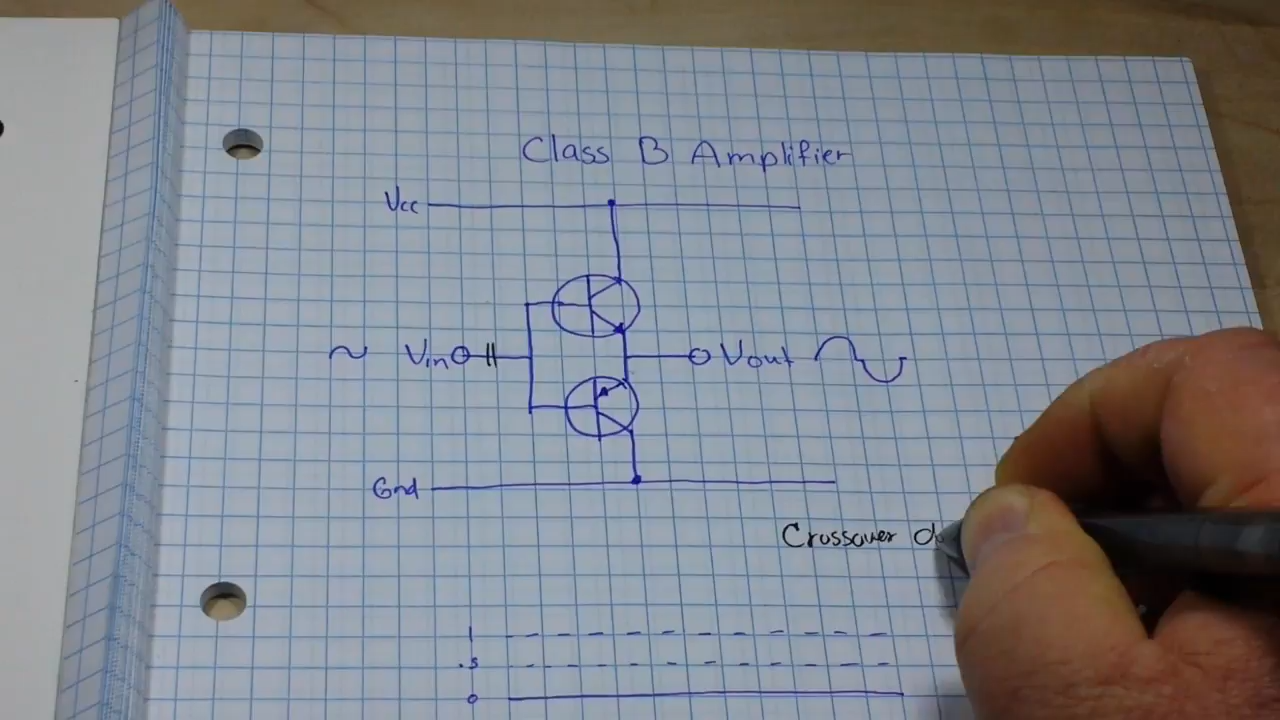 Class B Amplifier
Vcc
~ Vin Vout
Gnd
Crossover d
1
.5
0